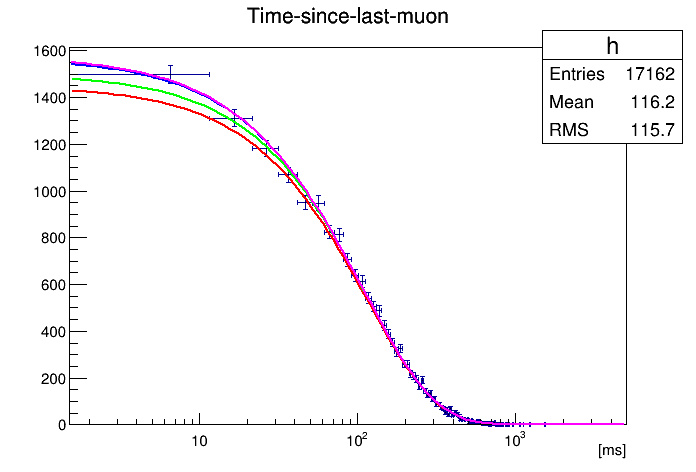 Time-since-last-muon
h
Entries 17162
Mean 116.2
RMS 115.7
1600
1400
1200
1000
800
600
400
200
0
10 10² 10³
[ms]